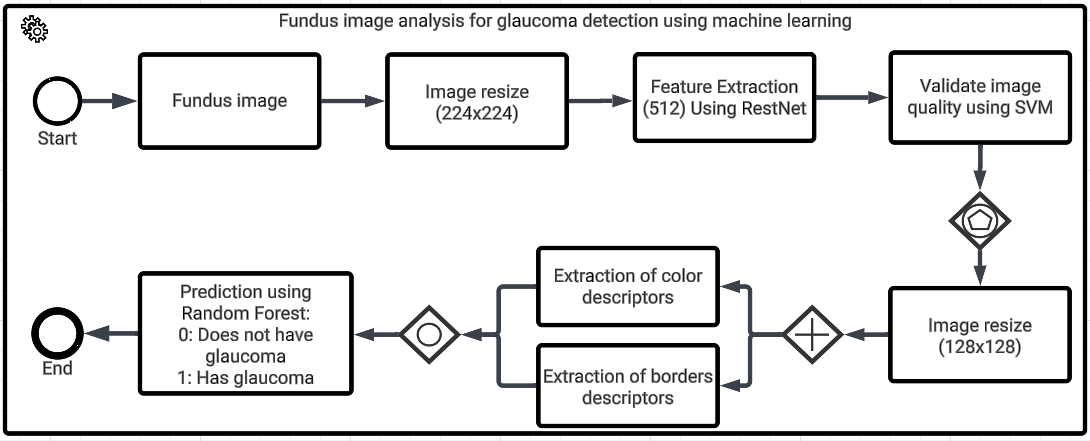 Fundus image analysis for glaucoma detection using machine learning
Start
Fundus image
Image resize
(224x224)
Feature Extraction
(512) Using RestNet
Validate image
quality using SVM
Image resize
(128x128)
Extraction of color
descriptors
Extraction of borders
descriptors
Prediction using
Random Forest:
0: Does not have
glaucoma
1: Has glaucoma
End